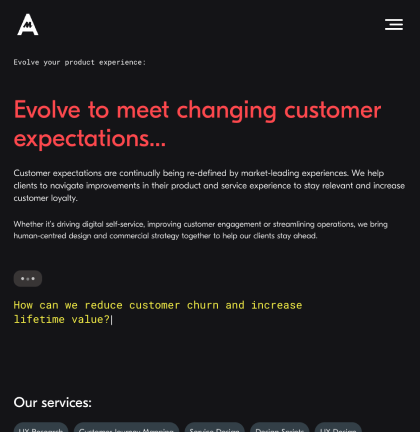 Evolve your product experience:
Evolve to meet changing customer
expectations...
Customer expectations are continually being re-defined by market-leading experiences. We help
clients to navigate improvements in their product and service experience to stay relevant and increase
customer loyalty.
Whether it's driving digital self-service, improving customer engagement or streamlining operations, we bring
human-centred design and commercial strategy together to help our clients stay ahead.
How can we reduce customer churn and increase
lifetime value?
Our services:
UX Research Customer Journey Mapping Service Design Design Sprints UX Design